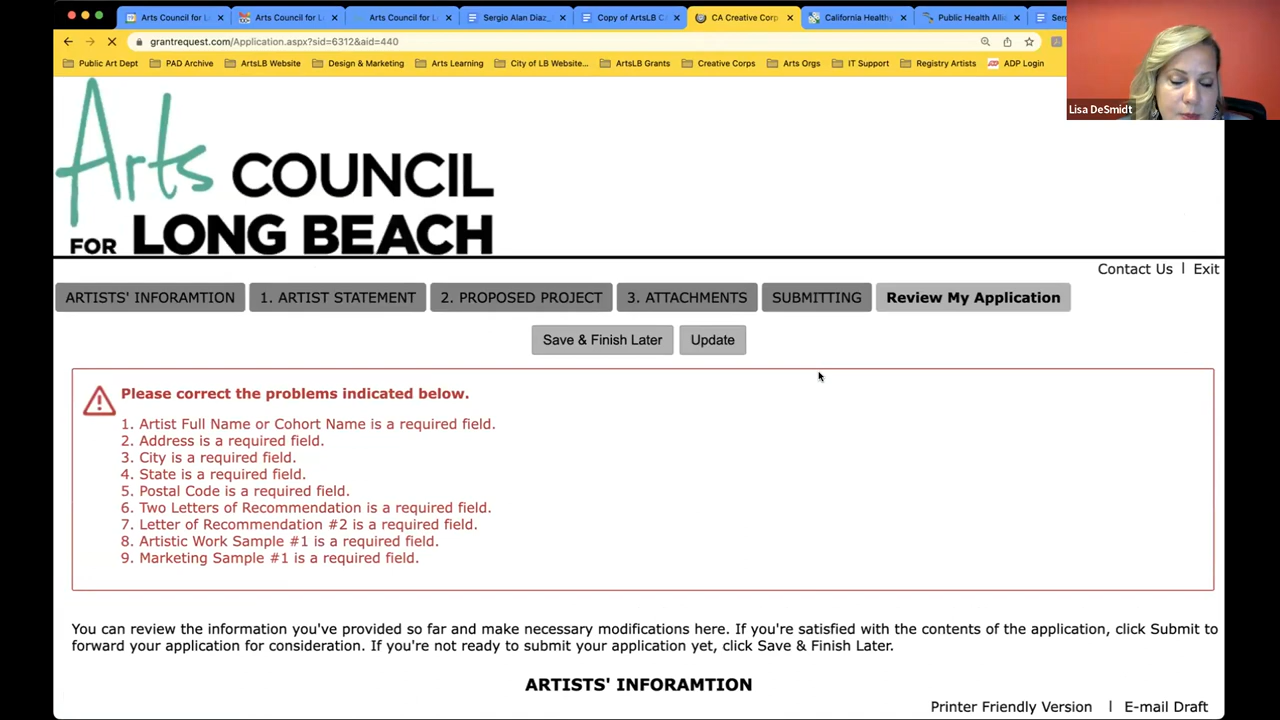 Arts Council for L
Arts Council for L
Arts Council for L
Sergio Alan Diaz_
Copy of ArtsLB C
CA Creative Corp
California Healthy
Public Health Alli
Serg
grantrequest.com/Application.aspx?sid=6312&aid=440
Public Art Dept
PAD Archive
ArtsLB Website
Design & Marketing
Arts Learning
City of LB Website...
ArtsLB Grants
Creative Corps
Arts Orgs
IT Support
Registry Artists
ADP Login
Lisa DeSmidt
Arts COUNCIL
FOR LONG BEACH
Contact Us | Exit
ARTISTS' INFORAMTION
1. ARTIST STATEMENT
2. PROPOSED PROJECT
3. ATTACHMENTS
SUBMITTING
Review My Application
Save & Finish Later
Update
Please correct the problems indicated below.
1. Artist Full Name or Cohort Name is a required field.
2. Address is a required field.
3. City is a required field.
4. State is a required field.
5. Postal Code is a required field.
6. Two Letters of Recommendation is a required field.
7. Letter of Recommendation #2 is a required field.
8. Artistic Work Sample #1 is a required field.
9. Marketing Sample #1 is a required field.
You can review the information you've provided so far and make necessary modifications here. If you're satisfied with the contents of the application, click Submit to
forward your application for consideration. If you're not ready to submit your application yet, click Save & Finish Later.
ARTISTS' INFORAMTION
Printer Friendly Version | E-mail Draft